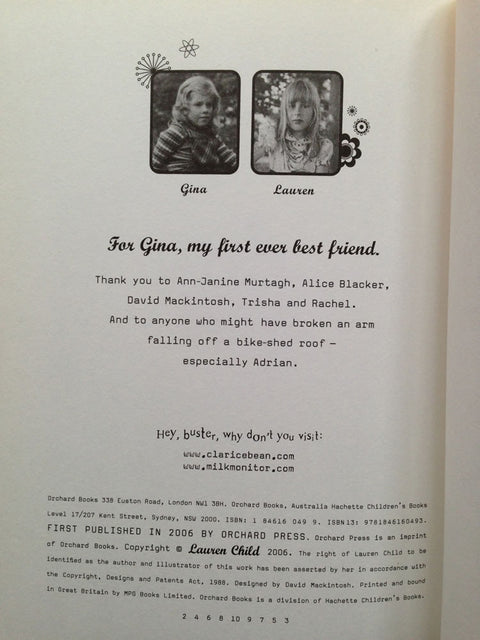 Gina
Lauren
For Gina, my first ever best friend.
Thank you to Ann-Janine Murtagh, Alice Blacker,
David Mackintosh, Trisha and Rachel.
And to anyone who might have broken an arm
falling off a bike-shed roof –
especially Adrian.
Hey, buster, why don't you visit:
www.claricebean.com
www.milkmonitor.com
Orchard Books 338 Euston Road, London NW1 3BH. Orchard Books, Australia Hachette Children's Books
Level 17/207 Kent Street, Sydney, NSW 2000. ISBN: 1 84616 049 9. ISBN13: 9781846160493.
FIRST PUBLISHED IN 2006 BY ORCHARD PRESS. Orchard Press is an imprint
of Orchard Books. Copyright © Lauren Child 2006. The right of Lauren Child to be
identified as the author and illustrator of this work has been asserted by her in accordance with
the Copyright, Designs and Patents Act, 1988. Designed by David Mackintosh. Printed and bound
in Great Britain by MPG Books Limited. Orchard Books is a division of Hachette Children's Books.
2 4 6 8 10 9 7 5 3